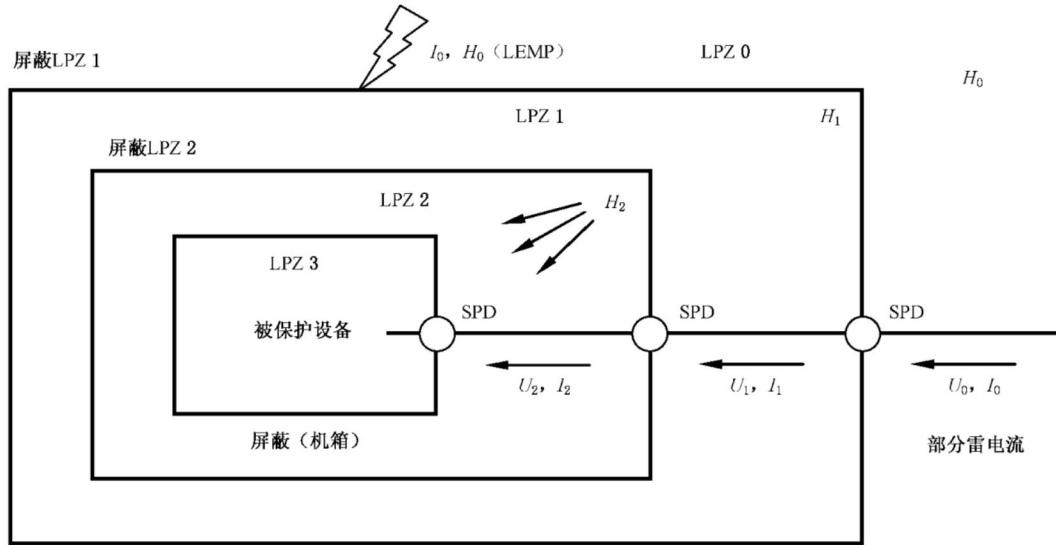 屏蔽LPZ 1
I₀，H₀（LEMP）
LPZ 0
H₀
LPZ 1
H₁
屏蔽LPZ 2
LPZ 2
H₂
LPZ 3
被保护设备
SPD
SPD
SPD
U₂，I₂
U₁，I₁
U₀，I₀
屏蔽（机箱）
部分雷电流